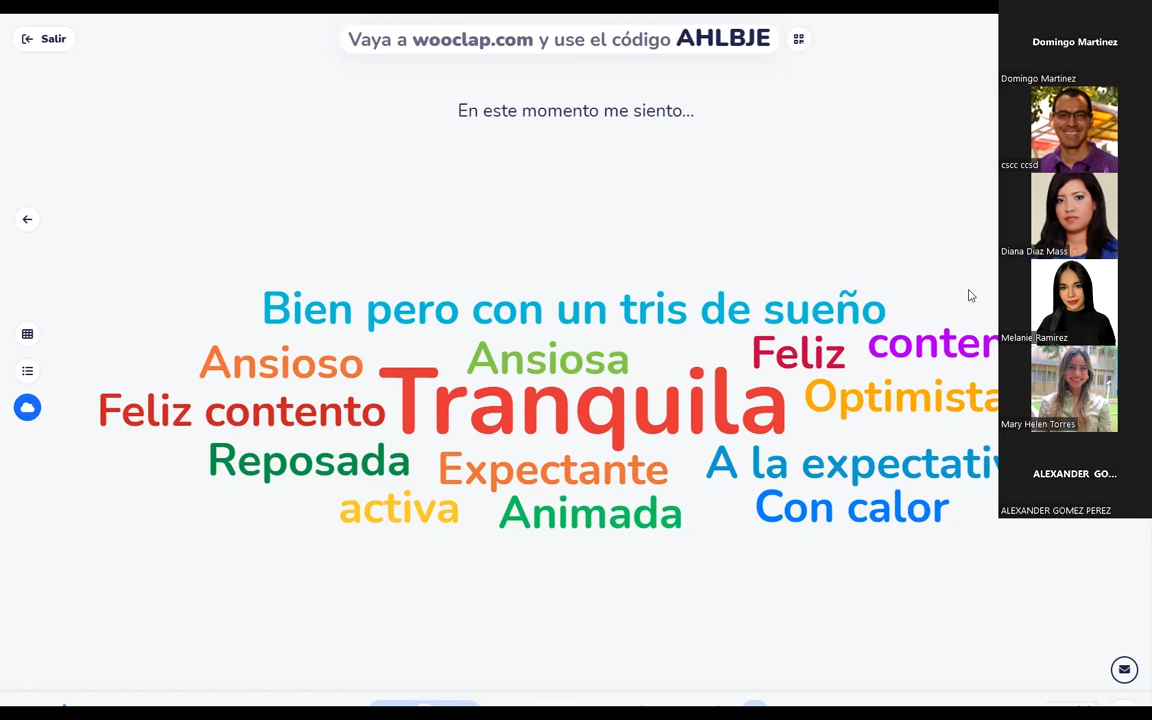 Salir
Vaya a wooclap.com y use el código AHLBJE
En este momento me siento...
Bien pero con un tris de sueño
Ansioso
Ansiosa
Feliz
Feliz contento
Tranquila
Optimista
Reposada
Expectante
A la
activa
Animada
Con calor
Domingo Martinez
Domingo Martinez
cscc ccsd
Diana Diaz Mass
Melanie Ramirez
Mary Helen Torres
ALEXANDER GO...
ALEXANDER GOMEZ PEREZ